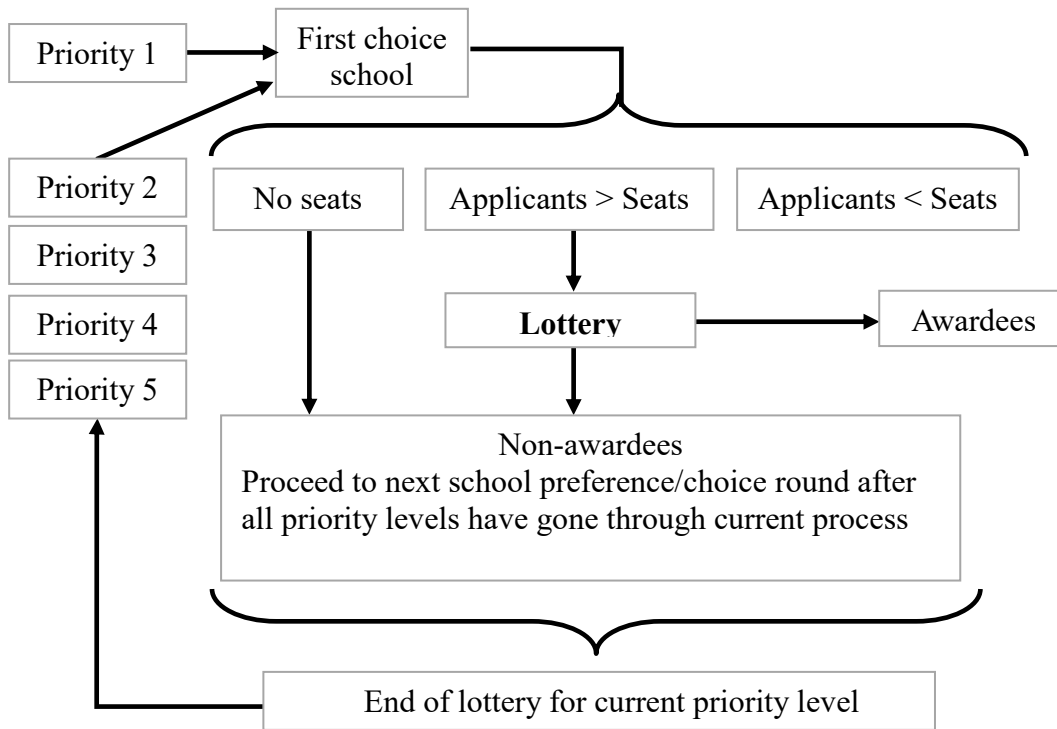 Priority 1
First choice
school
Priority 2
Priority 3
Priority 4
Priority 5
No seats
Applicants > Seats
Applicants < Seats
Lottery
Awardees
Non-awardees
Proceed to next school preference/choice round after
all priority levels have gone through current process
End of lottery for current priority level